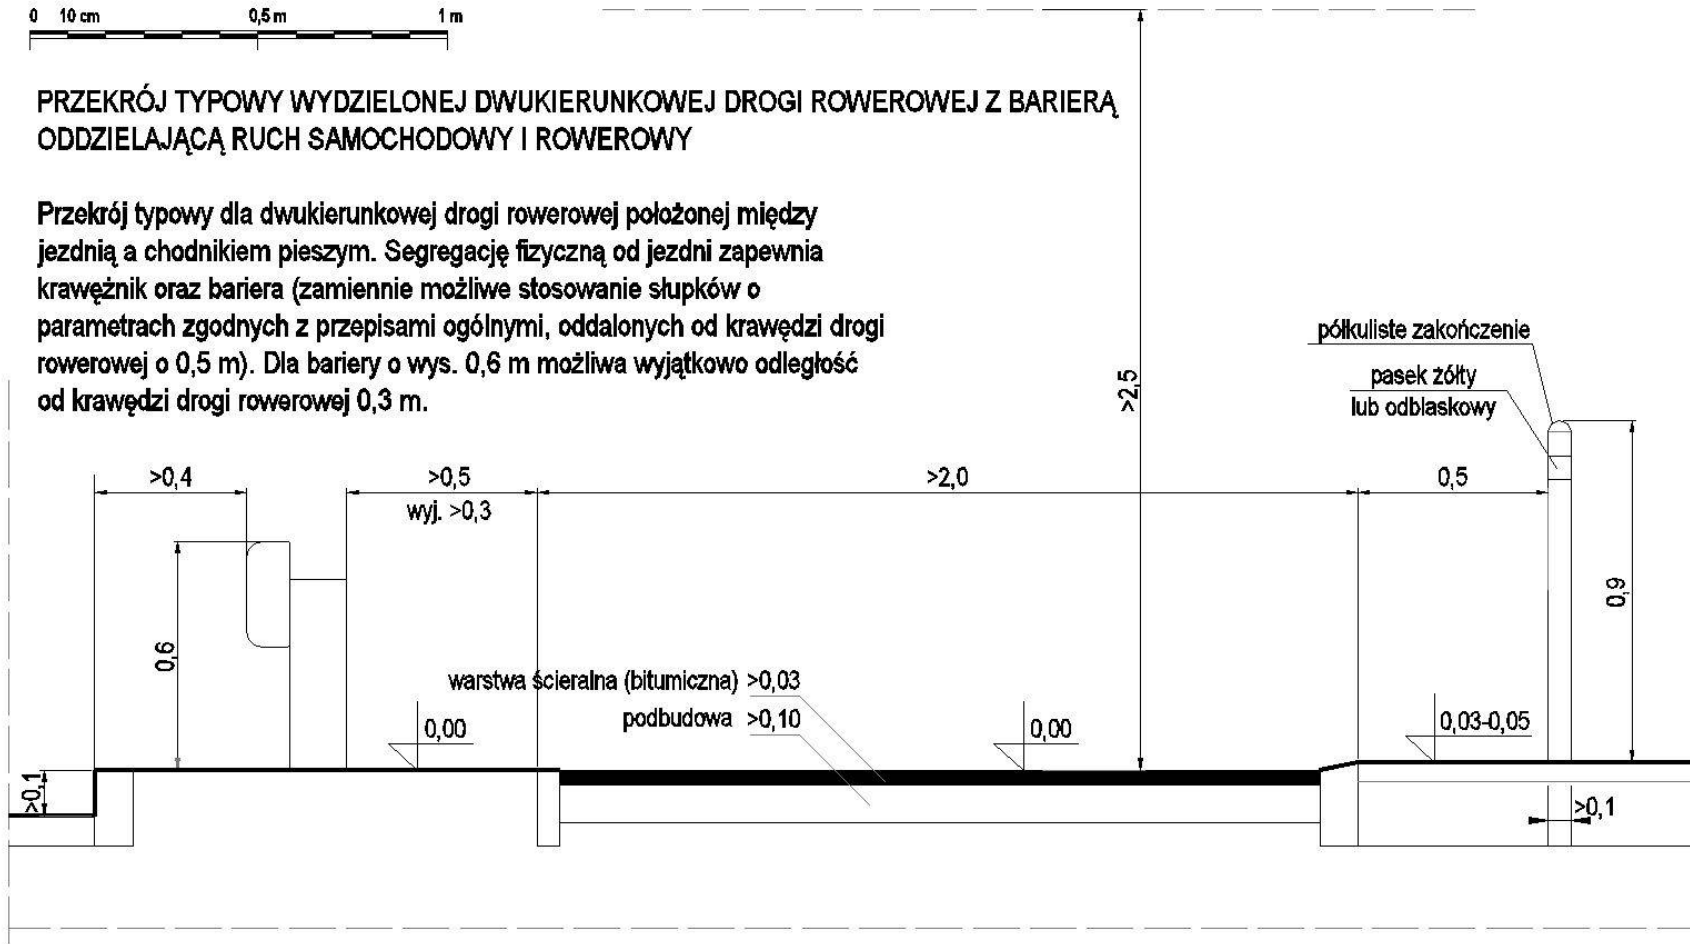 0 10 cm 0,5 m 1 m
PRZEKRÓJ TYPOWY WYDZIELONEJ DWUKIERUNKOWEJ DROGI ROWEROWEJ Z BARIERĄ
ODDZIELAJĄCĄ RUCH SAMOCHODOWY I ROWEROWY
Przekrój typowy dla dwukierunkowej drogi rowerowej położonej między
jezdnią a chodnikiem pieszym. Segregację fizyczną od jezdni zapewnia
krawężnik oraz bariera (zamiennie możliwe stosowanie słupków o
parametrach zgodnych z przepisami ogólnymi, oddalonych od krawędzi drogi
rowerowej o 0,5 m). Dla bariery o wys. 0,6 m możliwa wyjątkowo odległość
od krawędzi drogi rowerowej 0,3 m.
>2,5
półkuliste zakończenie
pasek żółty
lub odblaskowy
>0,4
>0,5
wyj. >0,3
>2,0
0,5
0,9
0,6
warstwa ścieralna (bitumiczna) >0,03
podbudowa >0,10
0,00
0,00
0,03-0,05
>0,1
>0,1